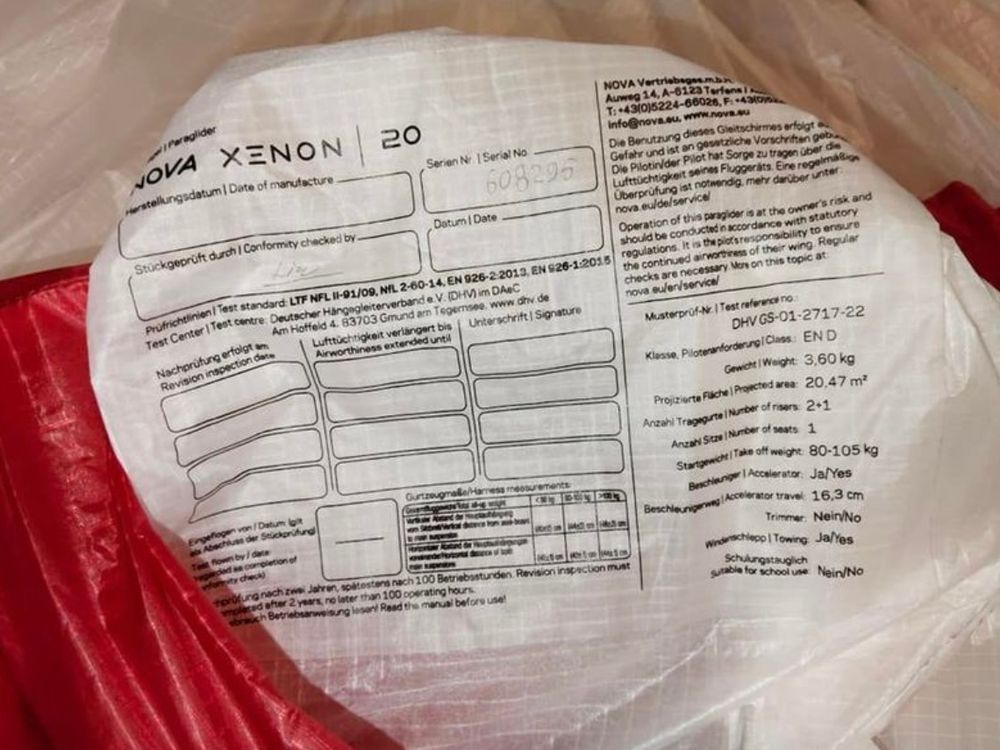 | Paraglider
NOVA XENON | 20
Herstellungsdatum | Date of manufacture
Serien Nr. | Serial No
608296
Stückgeprüft durch | Conformity checked by
Datum | Date
Prüfrichtlinien | Test standard: LTF NFL II-91/09, NfL 2-60-14, EN 926-2:2013, EN 926-1:2015
Test Center | Test centre: Deutscher Hängegleiterverband e.V. (DHV) im DAeC
Am Hoffeld 4, 83703 Gmund am Tegernsee, www.dhv.de
Nachprüfung erfolgt am
Revision inspection date
Lufttüchtigkeit verlängert bis
Airworthiness extended until
Unterschrift | Signature
Eingeflogen von / Datum (gilt
als Abschluss der Stückprüfung)
Test flown by / date
regarded as completion of
conformity check)
Gurtzeugmaße/Harness measurements:
prüfung nach zwei Jahren, spätestens nach 100 Betriebsstunden. Revision inspection must
completed after 2 years, no later than 100 operating hours.
Betriebsanweisung lesen! Read the manual before use!
NOVA Vertriebsges.m.b.H.
Auweg 14, A-6123 Terfens |
T: +43(0)5224-66026, F: +43(0)
info@nova.eu, www.nova.eu
Die Benutzung dieses Gleitschirmes erfolgt
Gefahr und ist an gesetzliche Vorschriften
Die Pilotin/der Pilot hat Sorge zu tragen über die
Lufttüchtigkeit seines Fluggeräts. Eine regelmäßige
Überprüfung ist notwendig, mehr darüber unter:
nova.eu/de/service/
Operation of this paraglider is at the owner's risk and
should be conducted in accordance with statutory
regulations. It is the pilot's responsibility to ensure
the continued airworthiness of their wing. Regular
checks are necessary. More on this topic at:
nova.eu/en/service/
Musterprüf-Nr. | Test reference no.:
DHV GS-01-2717-22
Klasse, Pilotenanforderung | Class.: EN D
Gewicht | Weight: 3,60 kg
Projizierte Fläche | Projected area: 20,47 m²
Anzahl Tragegurte | Number of risers: 2+1
Anzahl Sitze | Number of seats: 1
Startgewicht | Take off weight: 80-105 kg
Beschleuniger | Accelerator: Ja/Yes
Beschleunigerweg | Accelerator travel: 16,3 cm
Trimmer: Nein/No
Windenschlepp | Towing: Ja/Yes
Schulungstauglich
Suitable for school use: Nein/No